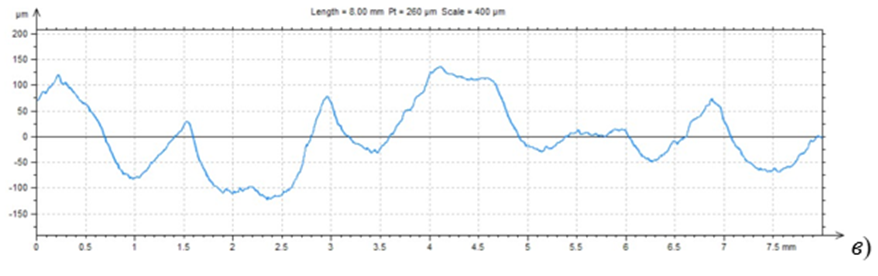 Length = 8.00 mm Pt = 260 µm Scale = 400 µm
µm
200
150
100
50
0
-50
-100
-150
0 0.5 1 1.5 2 2.5 3 3.5 4 4.5 5 5.5 6 6.5 7 7.5 mm
в)